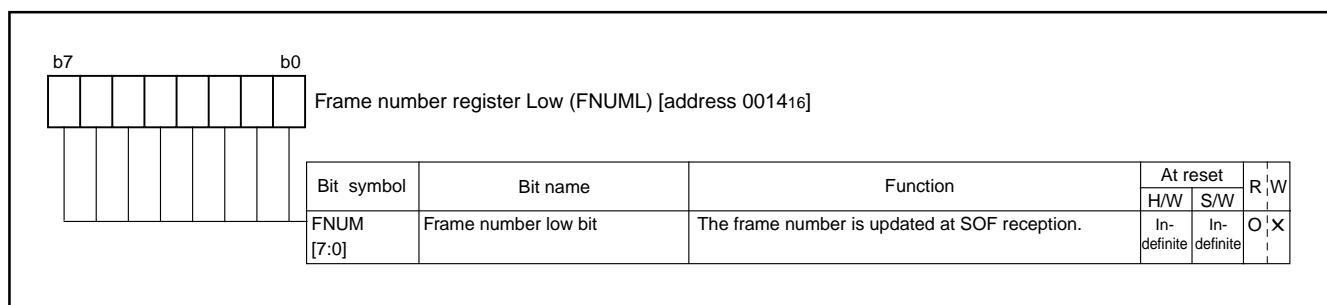 b7 b0
Frame number register Low (FNUML) [address 0014₁₆]
Bit symbol Bit name Function At reset R W
H/W S/W
FNUM Frame number low bit The frame number is updated at SOF reception. In- In- O X
[7:0] definite definite